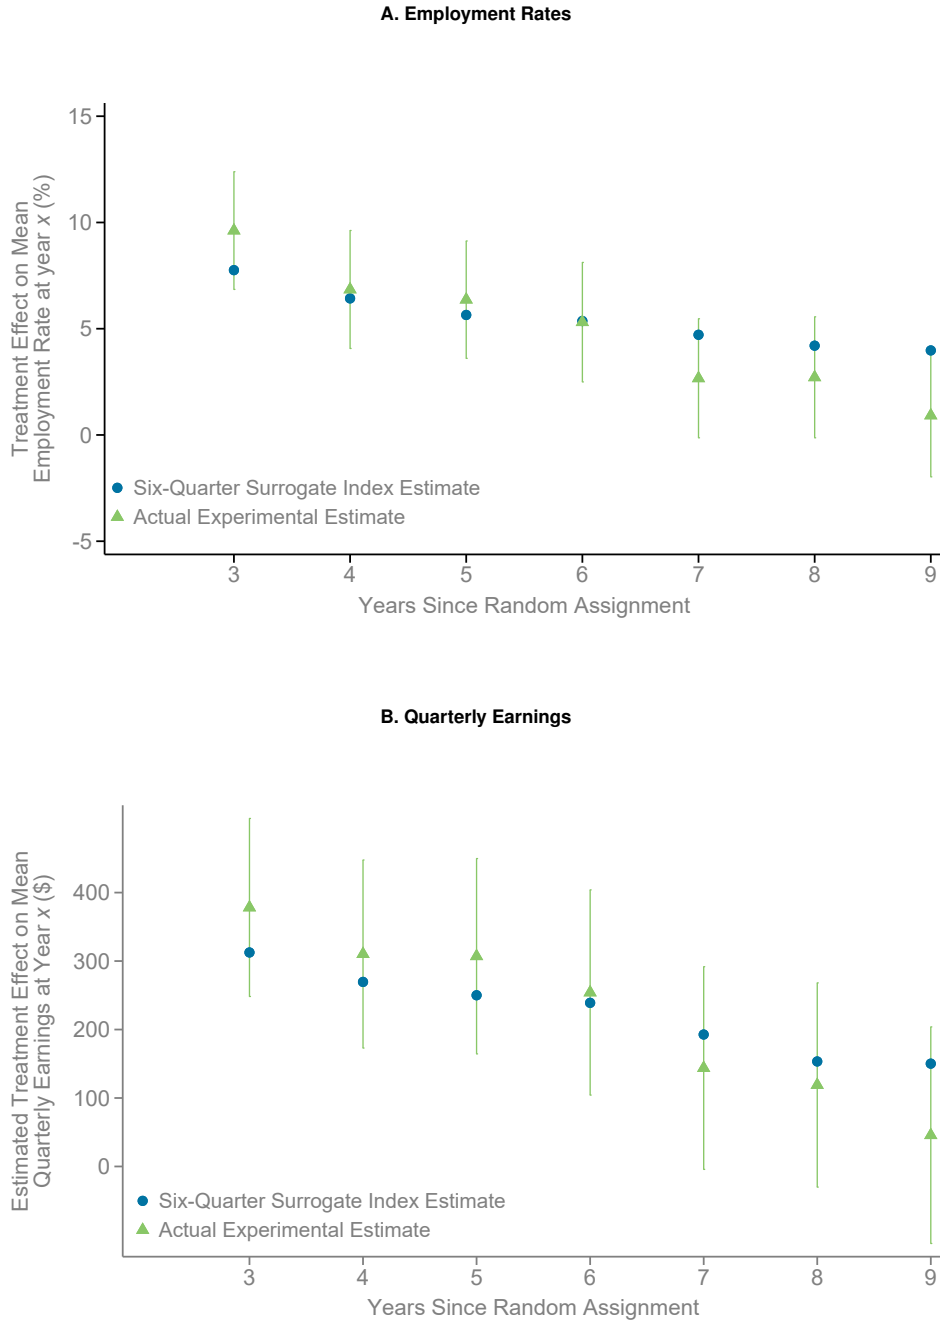 A. Employment Rates
Treatment Effect on Mean
Employment Rate at year x (%)
15
10
5
0
-5
Six-Quarter Surrogate Index Estimate
Actual Experimental Estimate
3 4 5 6 7 8 9
Years Since Random Assignment
B. Quarterly Earnings
Estimated Treatment Effect on Mean
Quarterly Earnings at Year x ($)
400
300
200
100
0
Six-Quarter Surrogate Index Estimate
Actual Experimental Estimate
3 4 5 6 7 8 9
Years Since Random Assignment